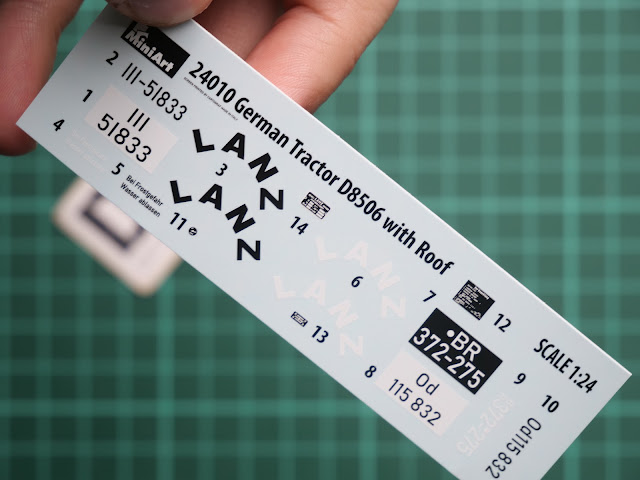 MiniArt
24010 German Tractor D8506 with Roof
SCALE 1:24
2
III-51833
1
III
51833
4
5
Bei Frostgefahr
Wasser ablassen
LANZ
3
LANZ
11
14
LANZ
6
LANZ
13
7
12
BR
372-275
8
Od
115 832
9
372-275
10
Od115 832